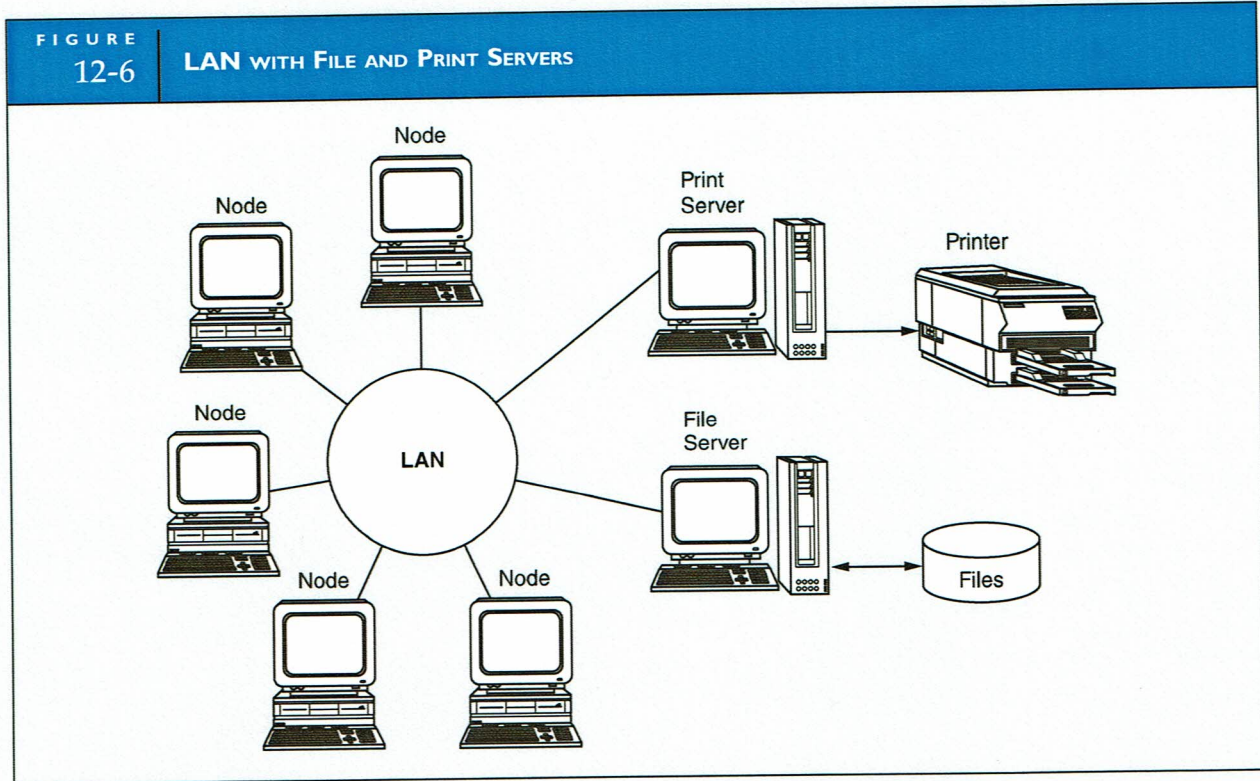 FIGURE
12-6
LAN WITH FILE AND PRINT SERVERS
Node
Node
Print
Server
Printer
Node
File
Server
LAN
Files
Node
Node